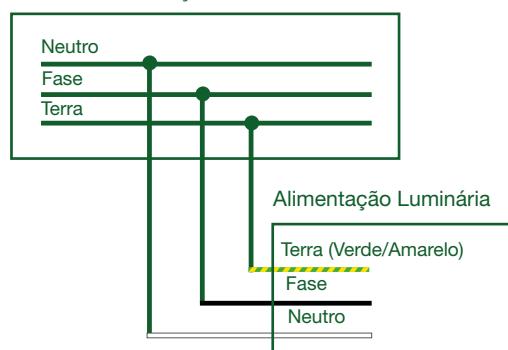 Neutro
Fase
Terra
Alimentação Luminária
Terra (Verde/Amarelo)
Fase
Neutro